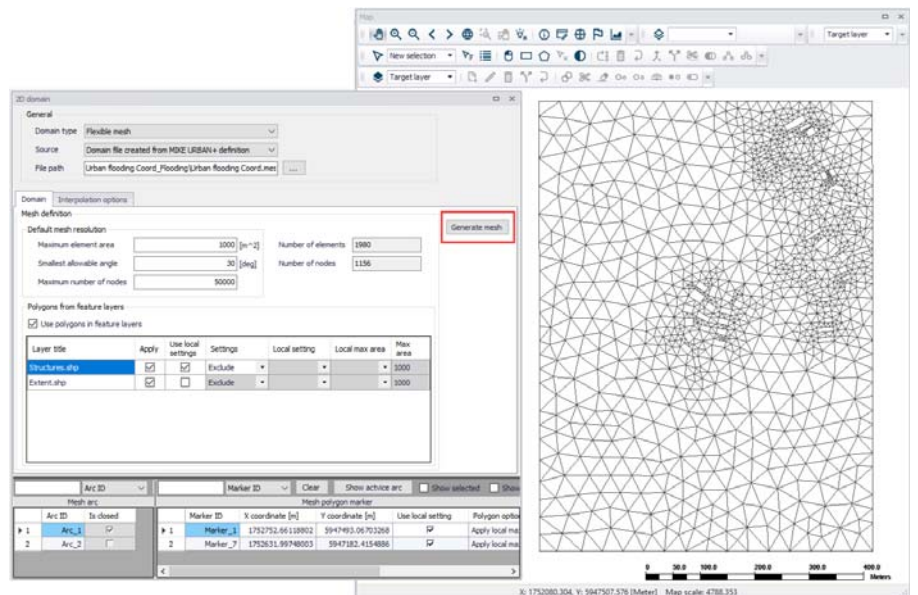 Map
Target layer
New selection
Target layer
2D domain
General
Domain type Flexible mesh
Source Domain file created from MIKE URBAN+ definition
File path Urban flooding Coord_Flooding\Urban flooding Coord.mes ...
Domain Interpolation options
Mesh definition
Generate mesh
Default mesh resolution
Maximum element area 1000 [m^2] Number of elements 1980
Smallest allowable angle 30 [deg] Number of nodes 1156
Maximum number of nodes 50000
Polygons from feature layers
Use polygons in feature layers
Layer title Apply Use local settings Settings Local setting Local max area Max area
Structures.shp Exclude 1000
Extent.shp Exclude 1000
Arc ID Marker ID Clear Show actvice arc Show selected Show
Mesh arc Mesh polygon marker
Arc ID Is closed Marker ID X coordinate [m] Y coordinate [m] Use local setting Polygon option
1 Arc_1 1 Marker_1 1752752.66118802 5947493.06703268 Apply local max
2 Arc_2 2 Marker_7 1752631.99748003 5947182.4154886 Apply local max
0 50.0 100.0 200.0 300.0 400.0
Meters
X: 1752080.304, Y: 5947507.576 [Meter] Map scale: 4788.353